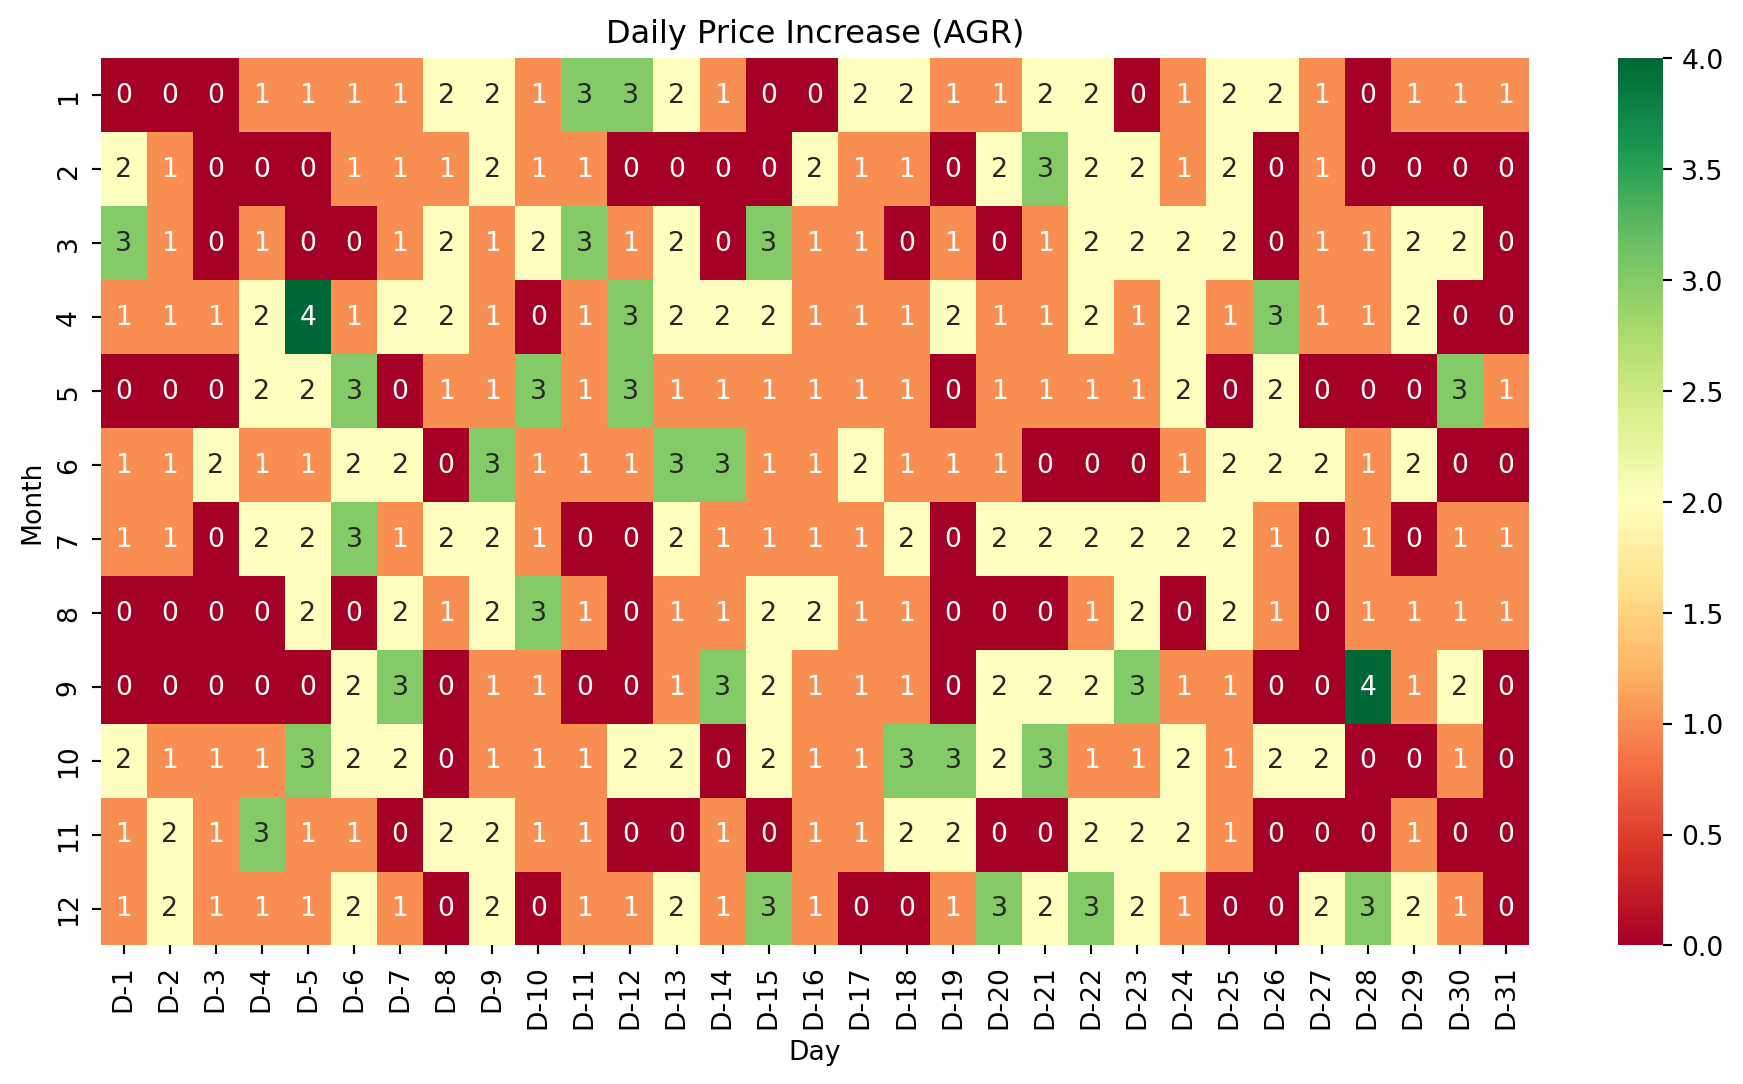 Daily Price Increase (AGR)
1 0 0 0 1 1 1 1 2 2 1 3 3 2 1 0 0 2 2 1 1 2 2 0 1 2 2 1 0 1 1 1
2 2 1 0 0 0 1 1 1 2 1 1 0 0 0 0 2 1 1 0 2 3 2 2 1 2 0 1 0 0 0 0
3 3 1 0 1 0 0 1 2 1 2 3 1 2 0 3 1 1 0 1 0 1 2 2 2 2 0 1 1 2 2 0
4 1 1 1 2 4 1 2 2 1 0 1 3 2 2 2 1 1 1 2 1 1 2 1 2 1 3 1 1 2 0 0
5 0 0 0 2 2 3 0 1 1 3 1 3 1 1 1 1 1 1 0 1 1 1 1 2 0 2 0 0 0 3 1
6 1 1 2 1 1 2 2 0 3 1 1 1 3 3 1 1 2 1 1 1 0 0 0 1 2 2 2 1 2 0 0
7 1 1 0 2 2 3 1 2 2 1 0 0 2 1 1 1 1 2 0 2 2 2 2 2 2 1 0 1 0 1 1
8 0 0 0 0 2 0 2 1 2 3 1 0 1 1 2 2 1 1 0 0 0 1 2 0 2 1 0 1 1 1 1
9 0 0 0 0 0 2 3 0 1 1 0 0 1 3 2 1 1 1 0 2 2 2 3 1 1 0 0 4 1 2 0
10 2 1 1 1 3 2 2 0 1 1 1 2 2 0 2 1 1 3 3 2 3 1 1 2 1 2 2 0 0 1 0
11 1 2 1 3 1 1 0 2 2 1 1 0 0 1 0 1 1 2 2 0 0 2 2 2 1 0 0 0 1 0 0
12 1 2 1 1 1 2 1 0 2 0 1 1 2 1 3 1 0 0 1 3 2 3 2 1 0 0 2 3 2 1 0
Month
D-1 D-2 D-3 D-4 D-5 D-6 D-7 D-8 D-9 D-10 D-11 D-12 D-13 D-14 D-15 D-16 D-17 D-18 D-19 D-20 D-21 D-22 D-23 D-24 D-25 D-26 D-27 D-28 D-29 D-30 D-31
Day
4.0
3.5
3.0
2.5
2.0
1.5
1.0
0.5
0.0